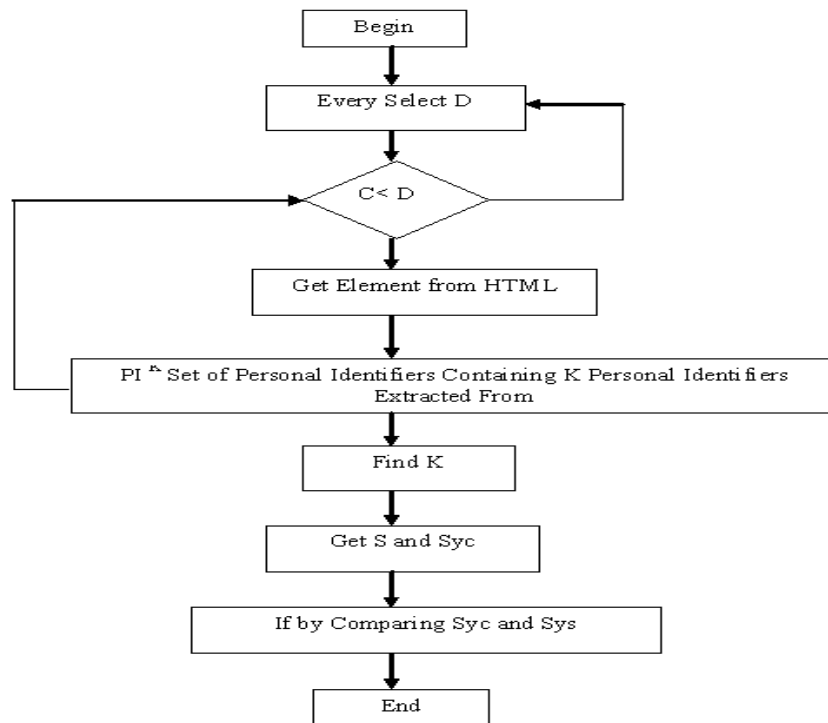 Begin
Every Select D
C< D
Get Element from HTML
PI K Set of Personal Identifiers Containing K Personal Identifiers
Extracted From
Find K
Get S and Syc
If by Comparing Syc and Sys
End